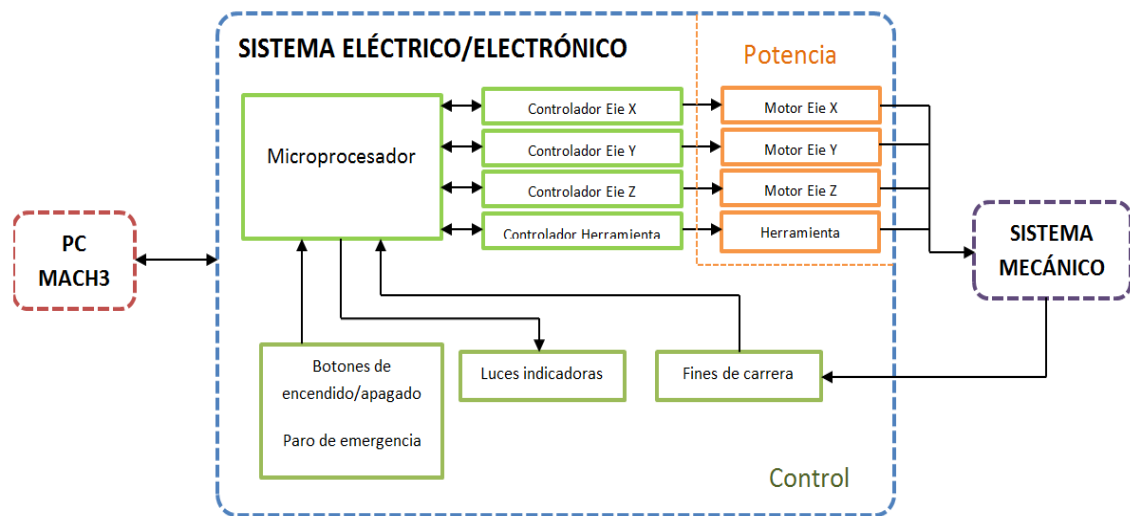 SISTEMA ELÉCTRICO/ELECTRÓNICO
Potencia
Microprocesador
Controlador Eje X
Motor Eje X
Controlador Eje Y
Motor Eje Y
Controlador Eje Z
Motor Eje Z
Controlador Herramienta
Herramienta
PC
MACH3
SISTEMA
MECÁNICO
Botones de
encendido/apagado
Paro de emergencia
Luces indicadoras
Fines de carrera
Control